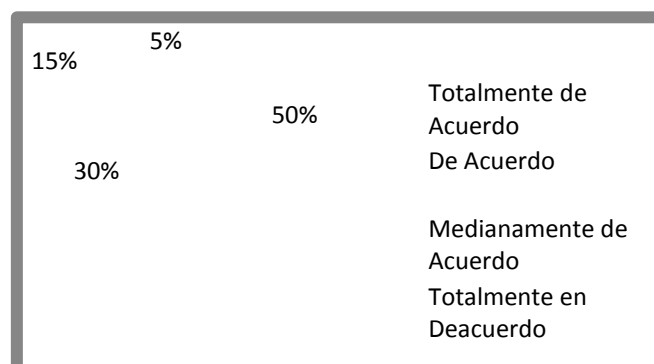 5%
15%
50%
30%
Totalmente de
Acuerdo
De Acuerdo
Medianamente de
Acuerdo
Totalmente en
Deacuerdo